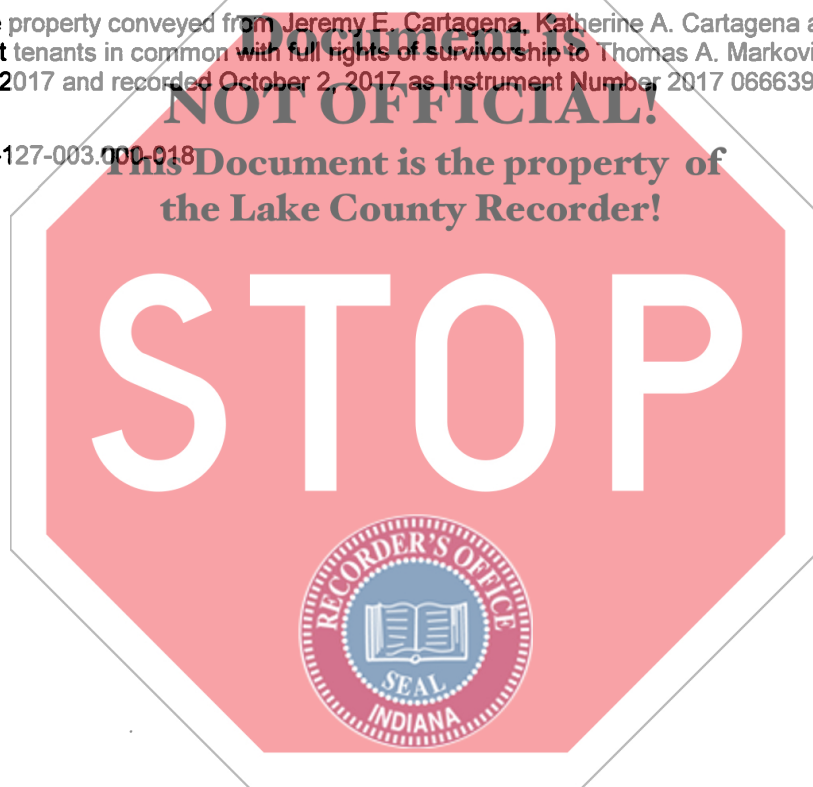 property conveyed from Jeremy E. Cartagena, Katherine A. Cartagena
Document is
tenants in common with full rights of survivorship to Thomas A. Markovi
2017 and recorded October 2, 2017 as Instrument Number 2017 066639
NOT OFFICIAL!
-127-003.000-018
This Document is the property of
the Lake County Recorder!
STOP
RECORDER'S OFFICE
SEAL
INDIANA